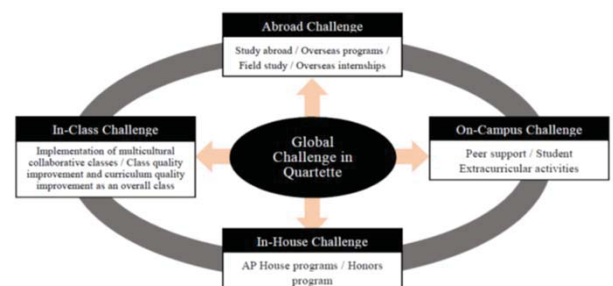 Abroad Challenge
Study abroad / Overseas programs /
Field study / Overseas internships
In-Class Challenge
Implementation of multicultural
collaborative classes / Class quality
improvement and curriculum quality
improvement as an overall class
Global
Challenge in
Quartette
On-Campus Challenge
Peer support / Student
Extracurricular activities
In-House Challenge
AP House programs / Honors
program